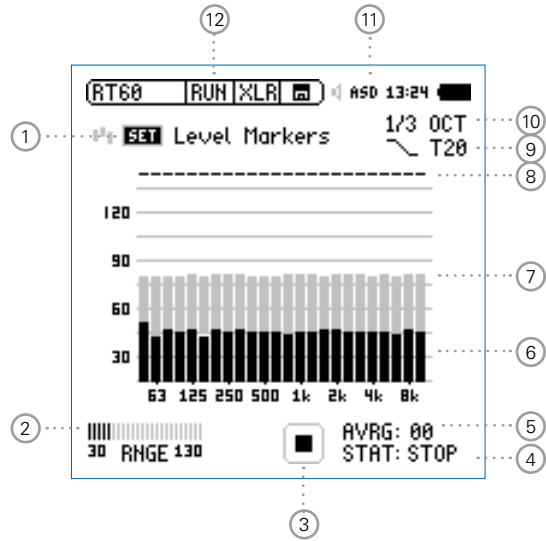 12
11
RT60 RUN XLR ASD 13:24
1 SET Level Markers 1/3 OCT 10
T20 9
8
120
90
7
60
6
30
63 125 250 500 1k 2k 4k 8k
2
30 RNGE 130
AVRG: 00 5
STAT: STOP 4
3